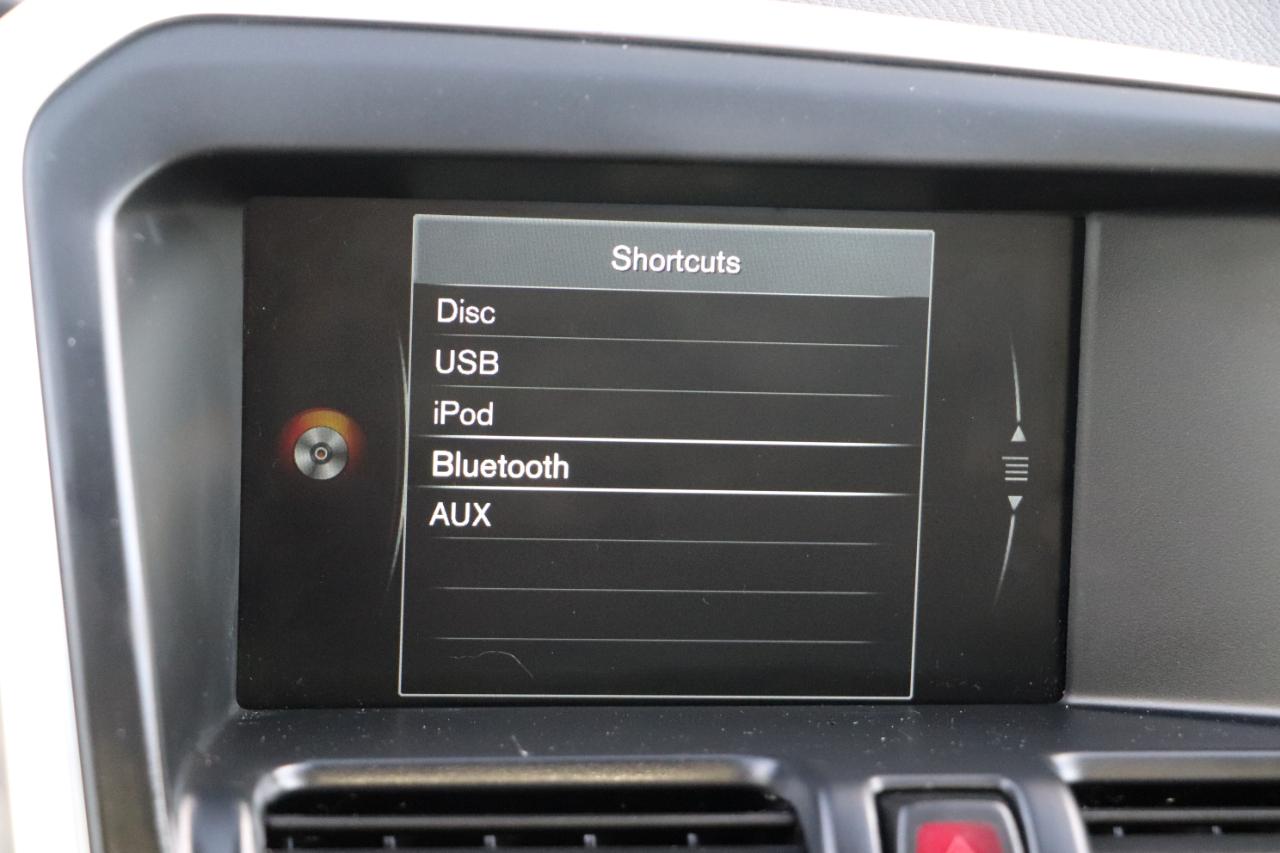 Shortcuts
Disc
USB
iPod
Bluetooth
AUX